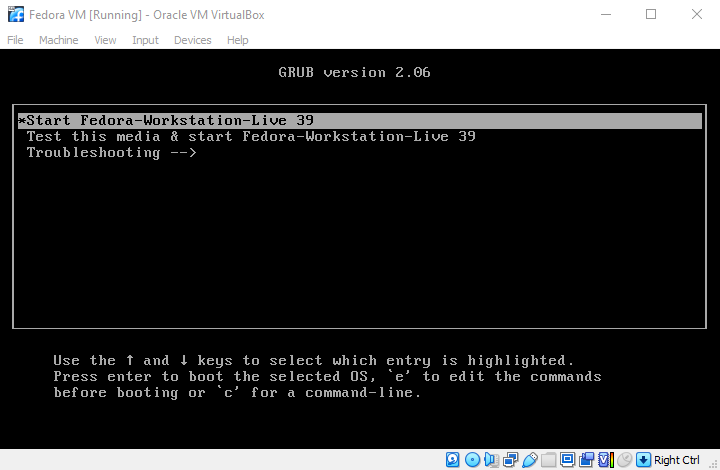 Fedora VM [Running] - Oracle VM VirtualBox
File Machine View Input Devices Help
GRUB version 2.06
*Start Fedora-Workstation-Live 39
Test this media & start Fedora-Workstation-Live 39
Troubleshooting -->
Use the ↑ and ↓ keys to select which entry is highlighted.
Press enter to boot the selected OS, `e' to edit the commands
before booting or `c' for a command-line.
Right Ctrl